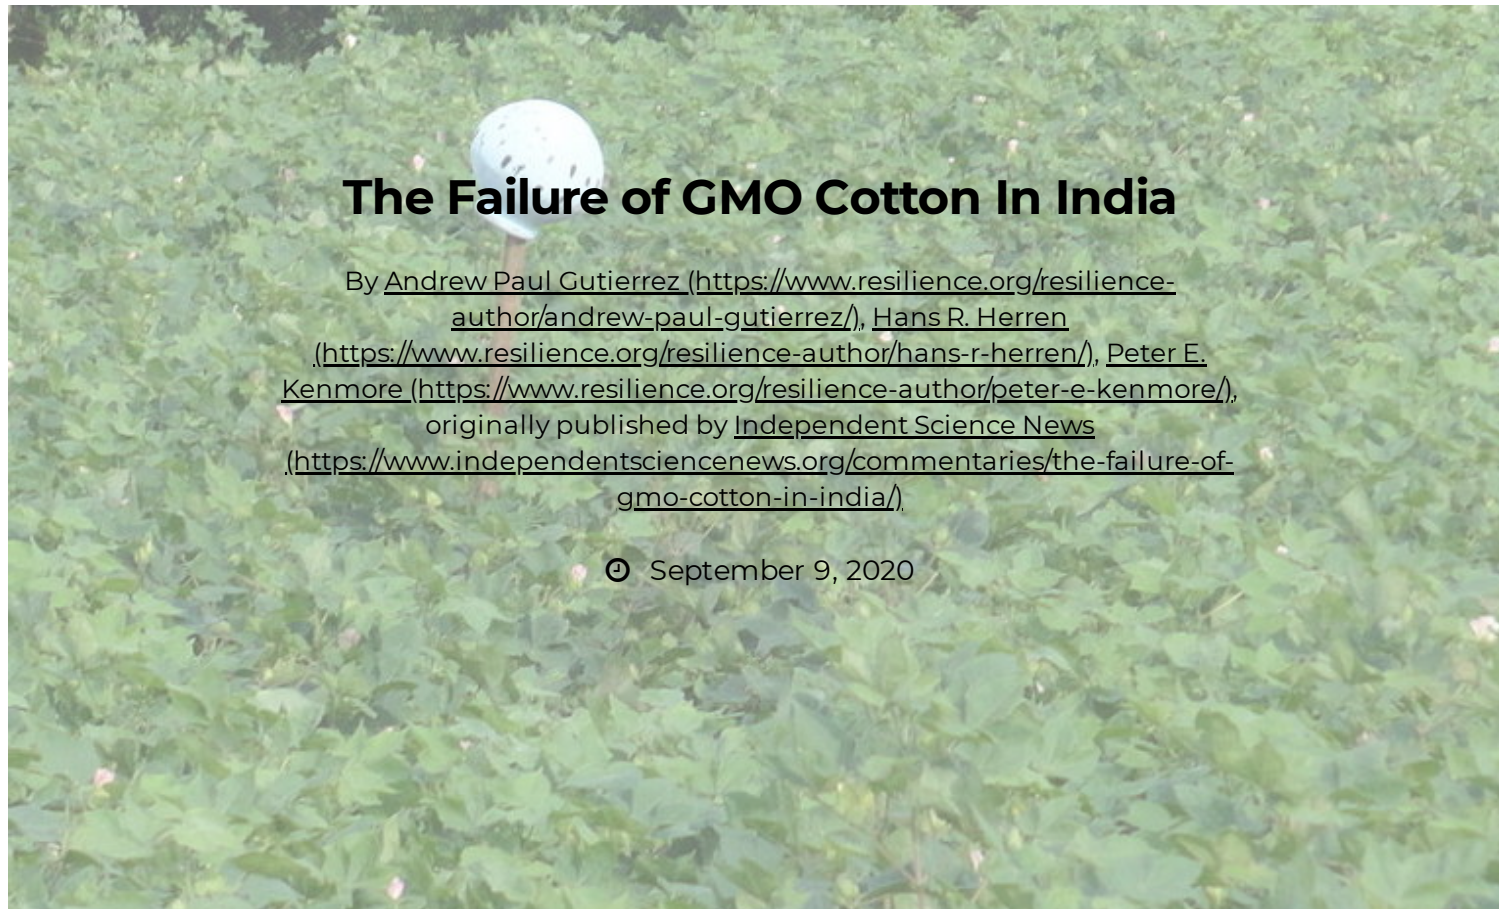 The Failure of GMO Cotton In India
By Andrew Paul Gutierrez (https://www.resilience.org/resilience-
author/andrew-paul-gutierrez/), Hans R. Herren
(https://www.resilience.org/resilience-author/hans-r-herren/), Peter E.
Kenmore (https://www.resilience.org/resilience-author/peter-e-kenmore/),
originally published by Independent Science News
(https://www.independentsciencenews.org/commentaries/the-failure-of-
gmo-cotton-in-india/)
September 9, 2020